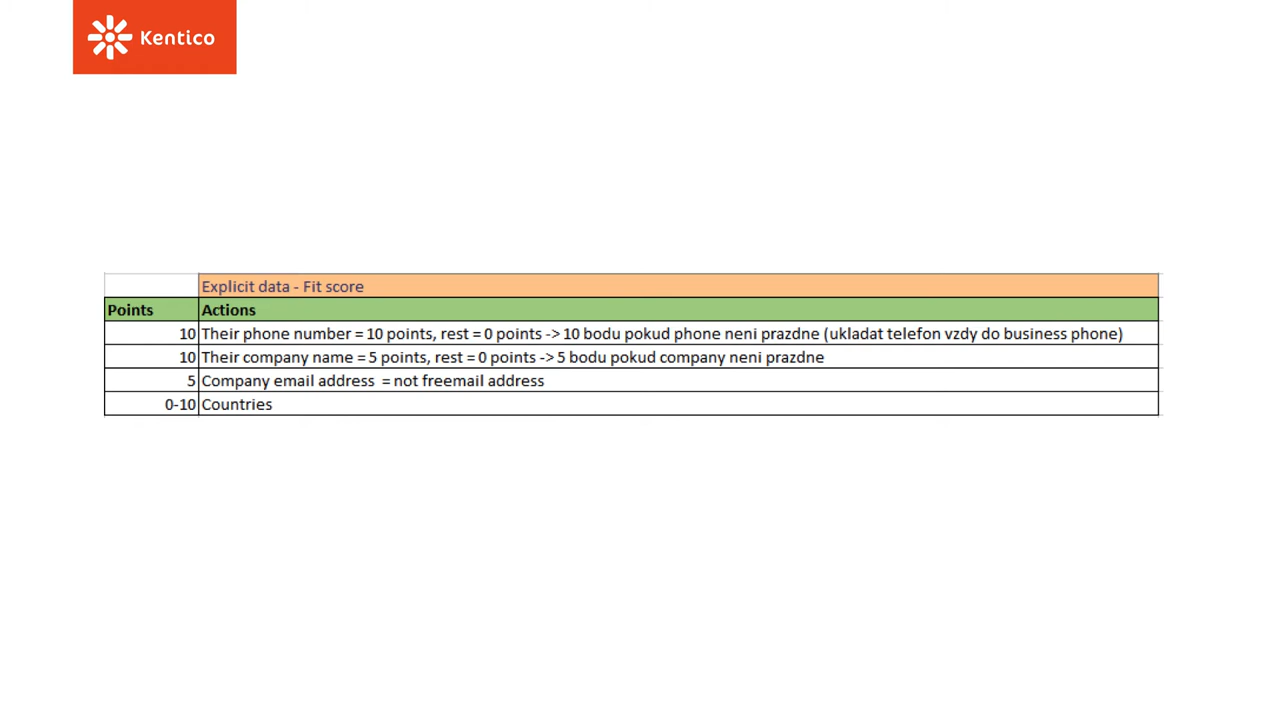 Kentico
Explicit data - Fit score
Points Actions
10 Their phone number = 10 points, rest = 0 points -> 10 bodu pokud phone neni prazdne (ukladat telefon vzdy do business phone)
10 Their company name = 5 points, rest = 0 points -> 5 bodu pokud company neni prazdne
5 Company email address = not freemail address
0-10 Countries